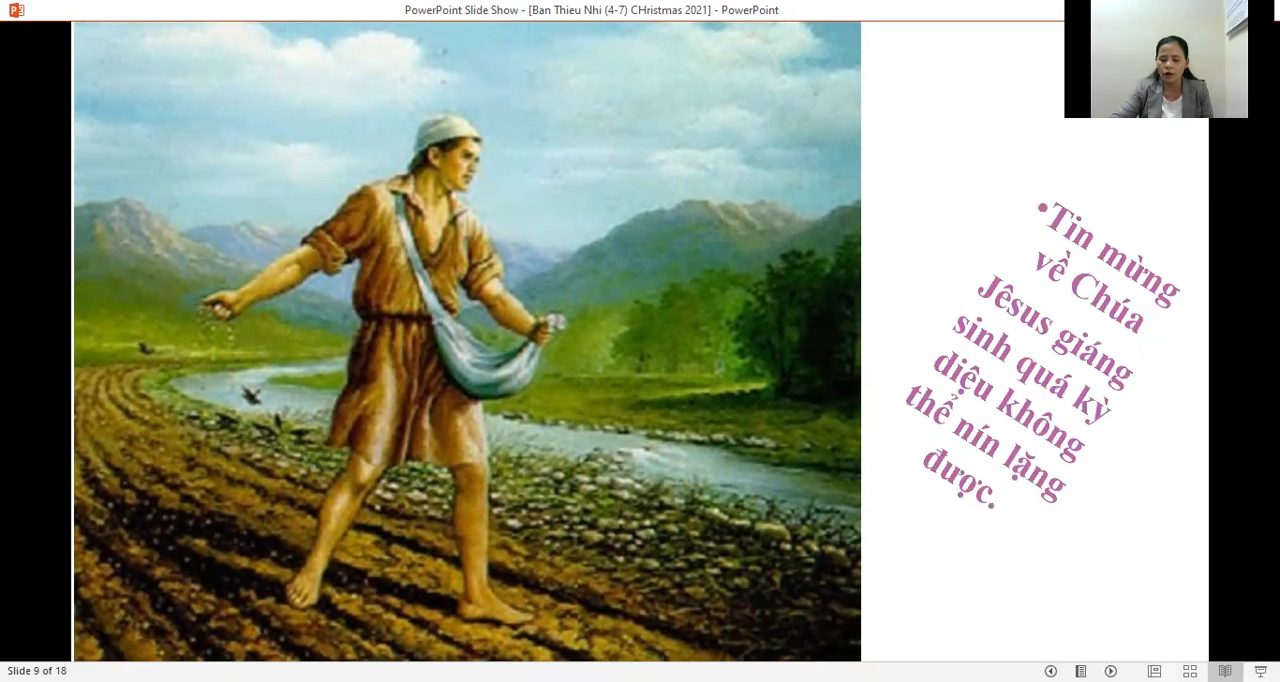 PowerPoint Slide Show - [Ban Thieu Nhi (4-7) CHristmas 2021] - PowerPoint
•Tin mừng
về Chúa
Jêsus giáng
sinh quá kỳ
diệu không
thể nín lặng
được.
Slide 9 of 18